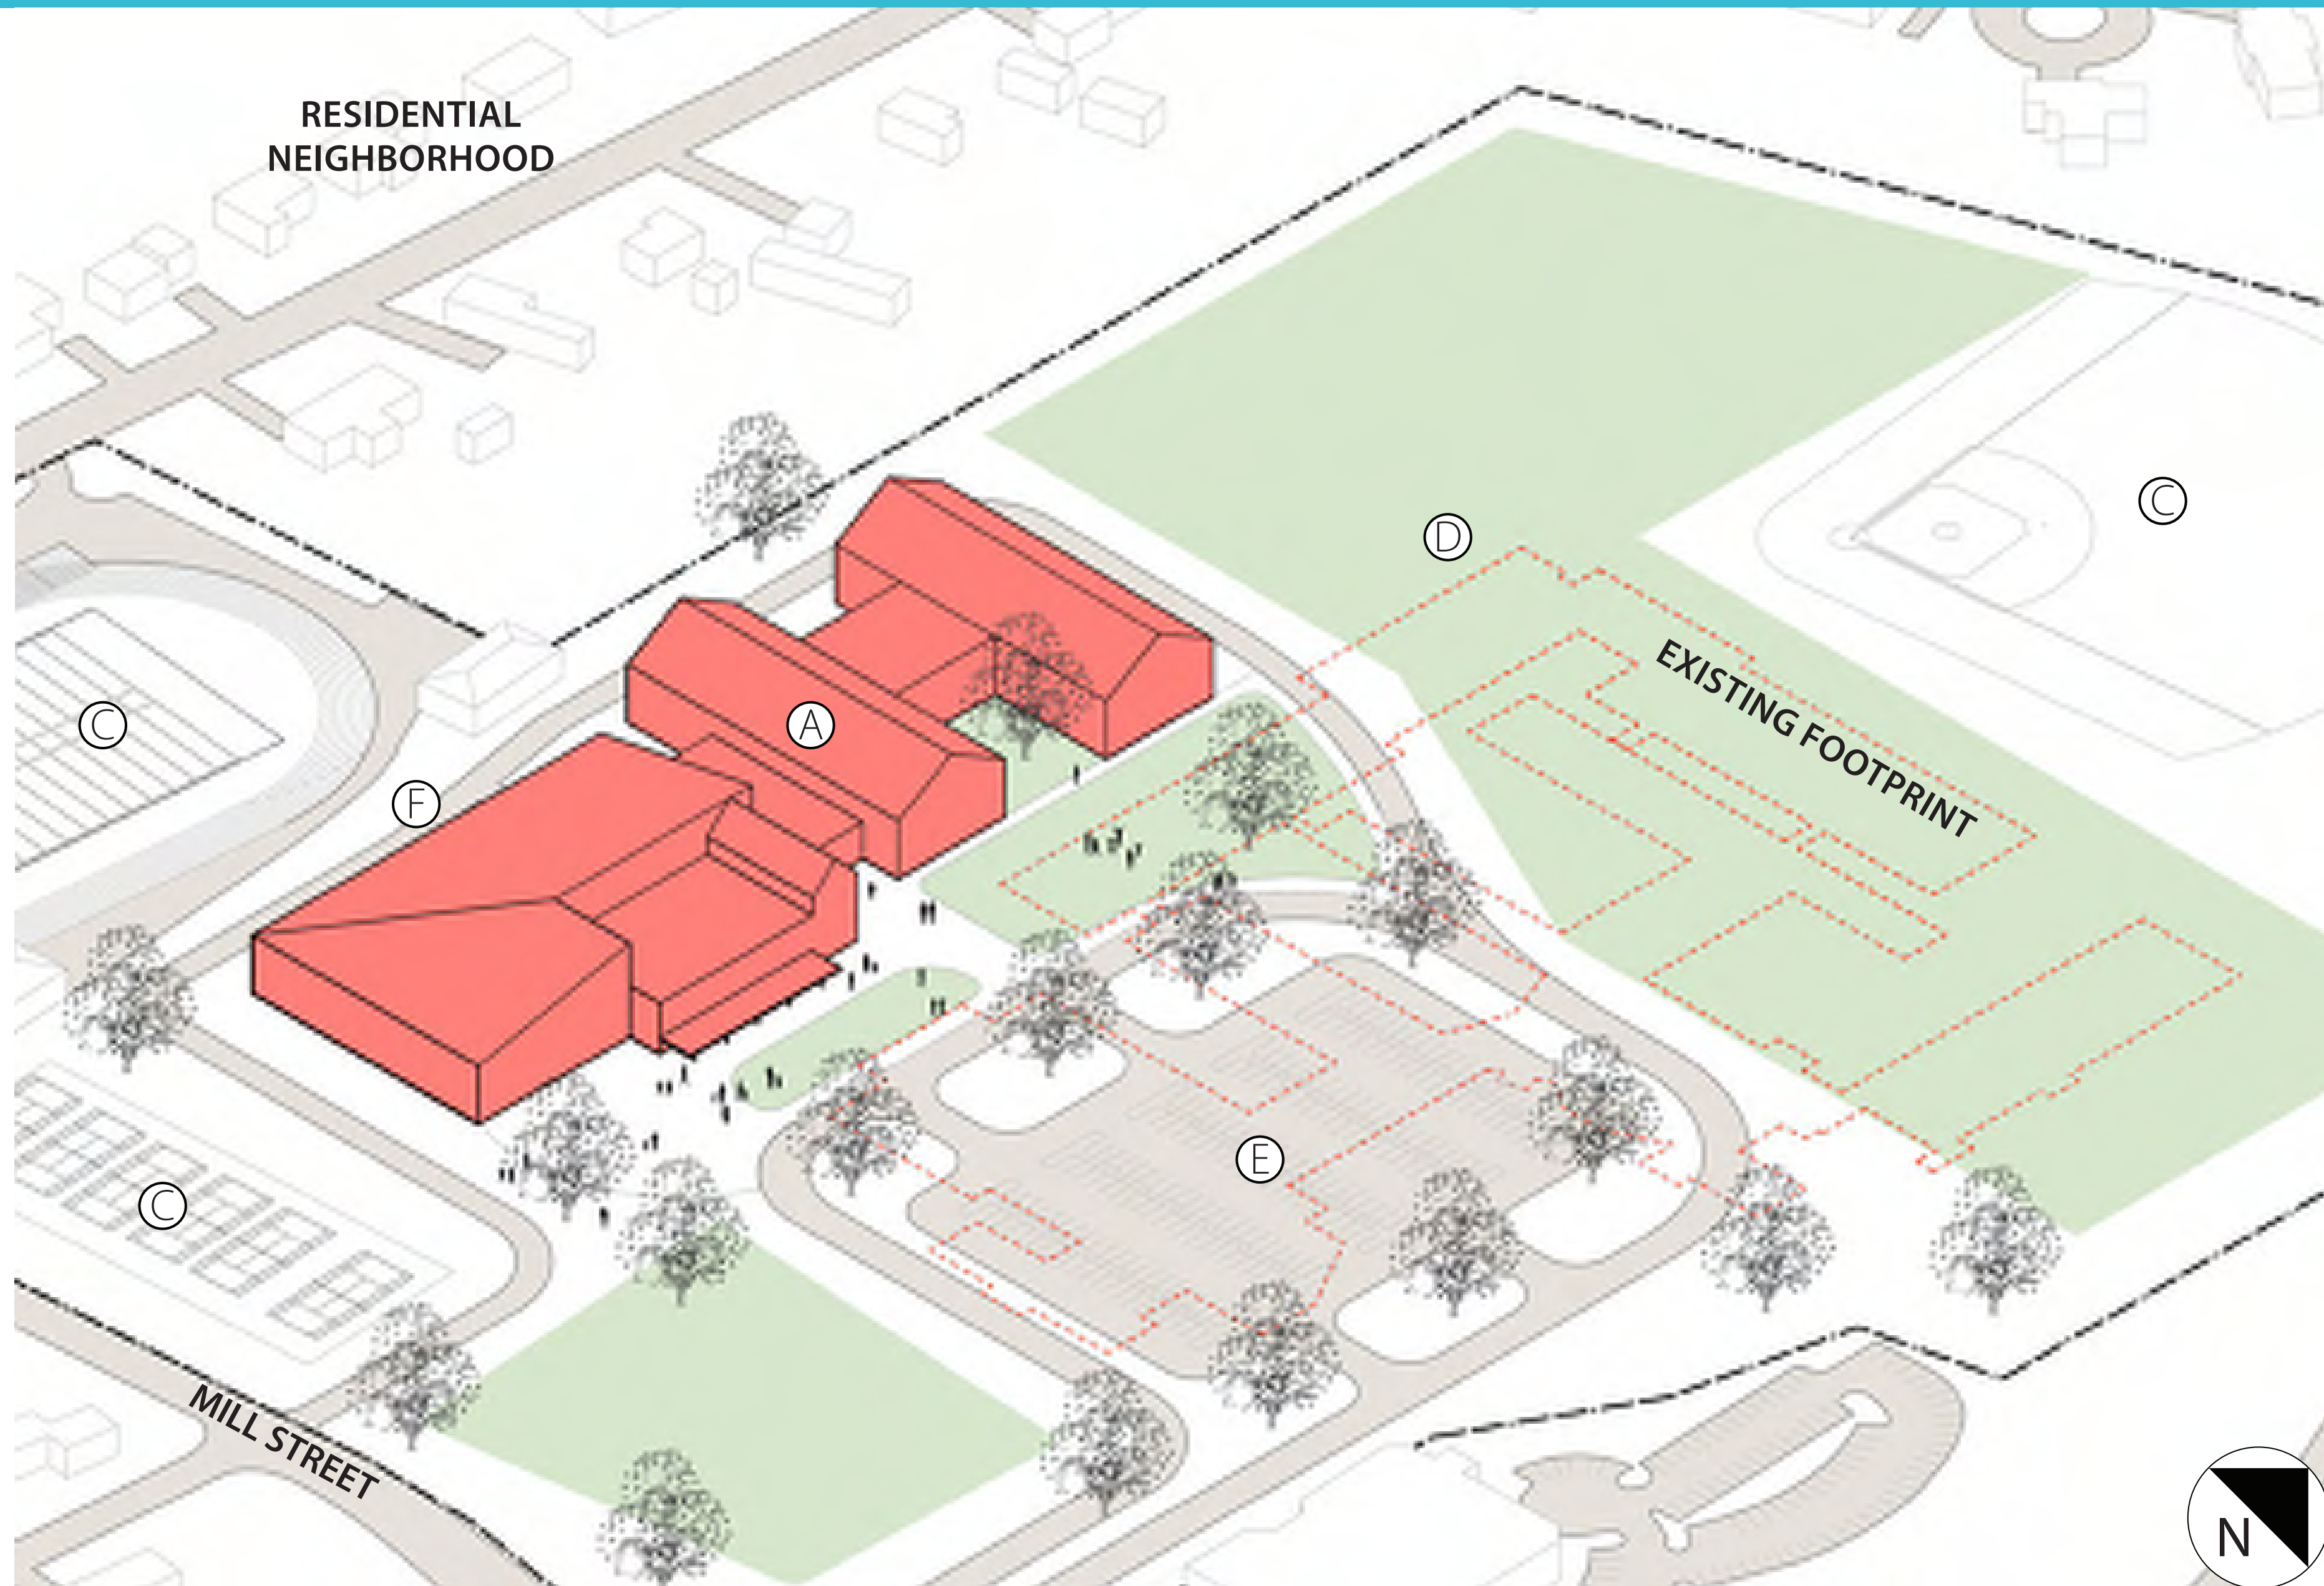 RESIDENTIAL
NEIGHBORHOOD
C
D
EXISTING FOOTPRINT
C
A
F
E
C
MILL STREET
N